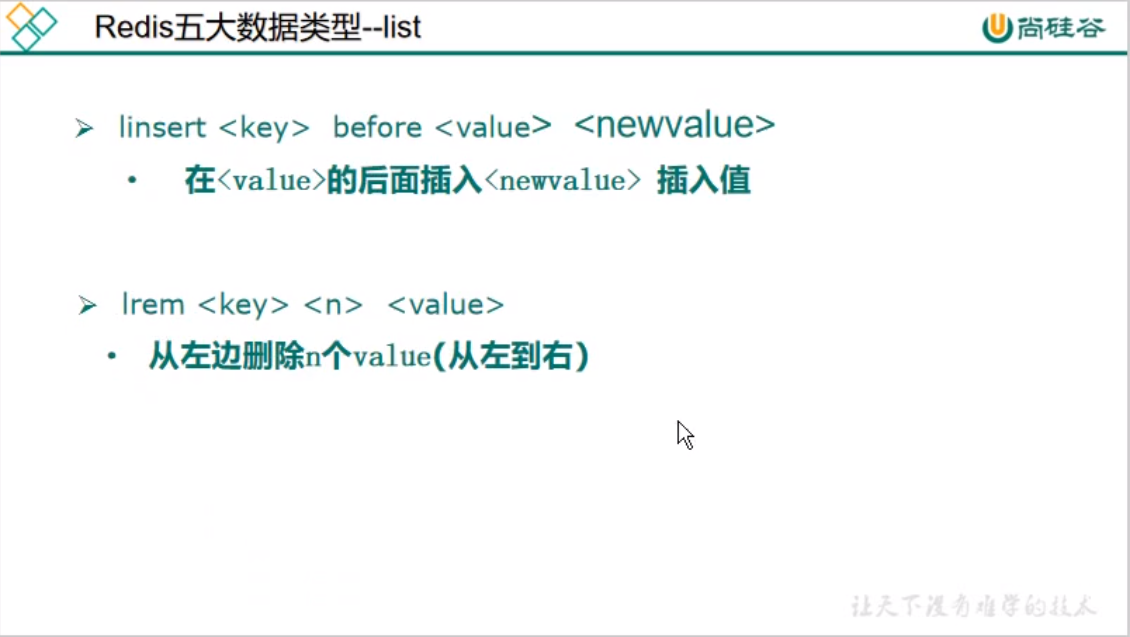 Redis五大数据类型--list
尚硅谷
➢ linsert <key> before <value> <newvalue>
• 在<value>的后面插入<newvalue> 插入值
➢ lrem <key> <n> <value>
• 从左边删除n个value(从左到右)
让天下没有难学的技术